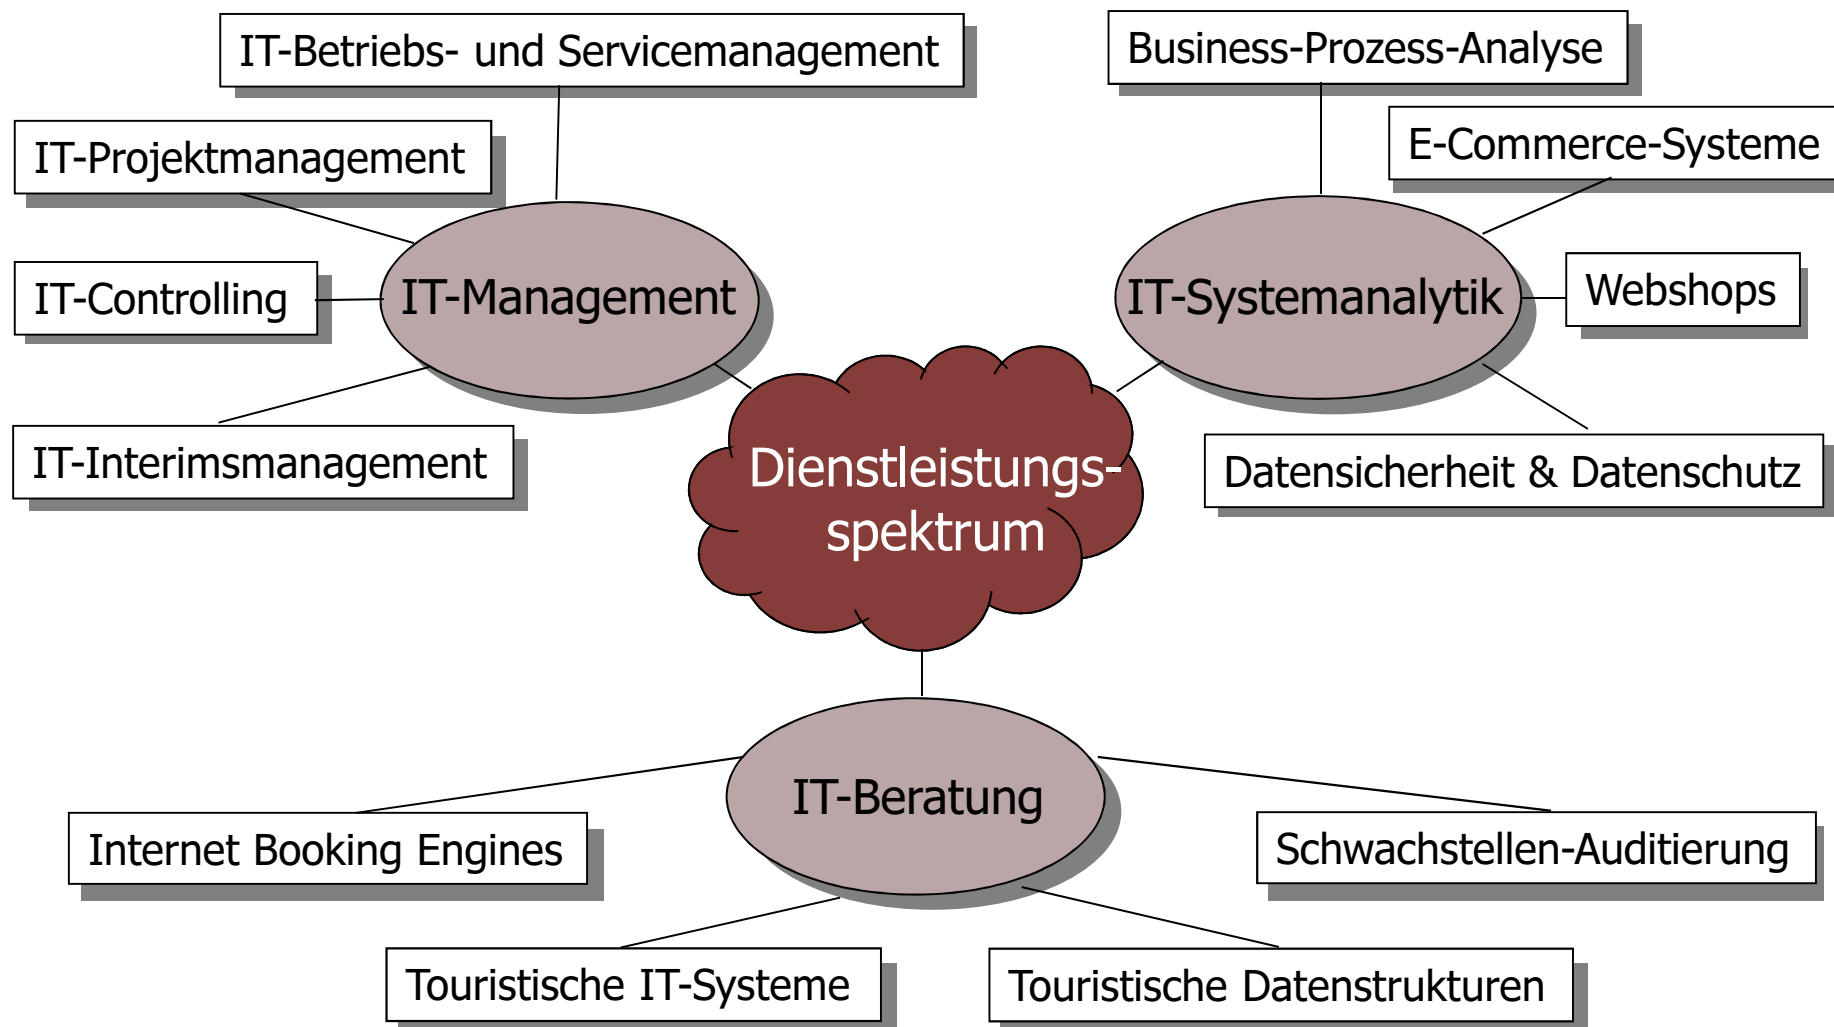 IT-Betriebs- und Servicemanagement
Business-Prozess-Analyse
IT-Projektmanagement
E-Commerce-Systeme
IT-Controlling
IT-Management
IT-Systemanalytik
Webshops
IT-Interimsmanagement
Dienstleistungs-
spektrum
Datensicherheit & Datenschutz
IT-Beratung
Internet Booking Engines
Schwachstellen-Auditierung
Touristische IT-Systeme
Touristische Datenstrukturen